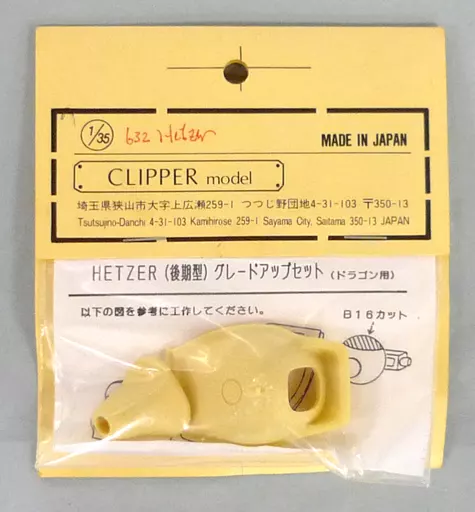 1/35
632 Hetzer
MADE IN JAPAN
CLIPPER model
埼玉県狭山市大字上広瀬259-1 つつじ野団地4-31-103 〒350-13
Tsutsujino-Danchi 4-31-103 Kamihirose 259-1 Sayama City, Saitama 350-13 JAPAN
HETZER (後期型) グレードアップセット (ドラゴン用)
以下の図を参考に工作してください。
B16カット